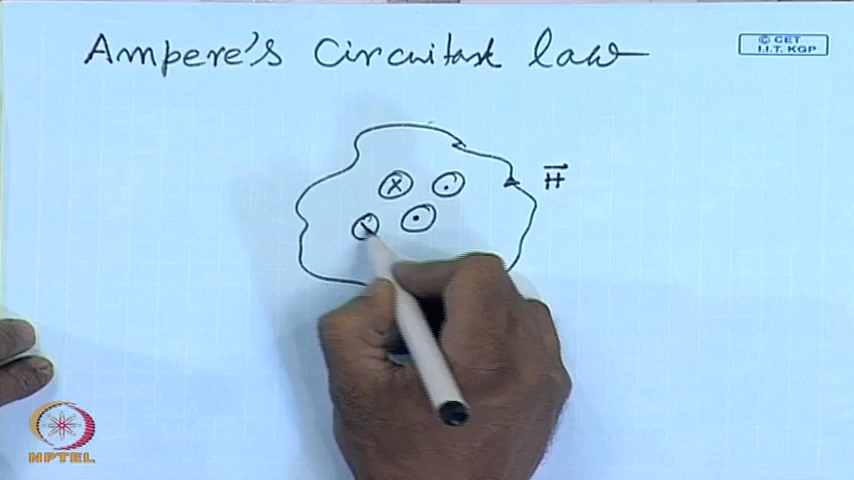 Ampere's Circuital law
© CET
I.I.T. KGP
H
NPTEL